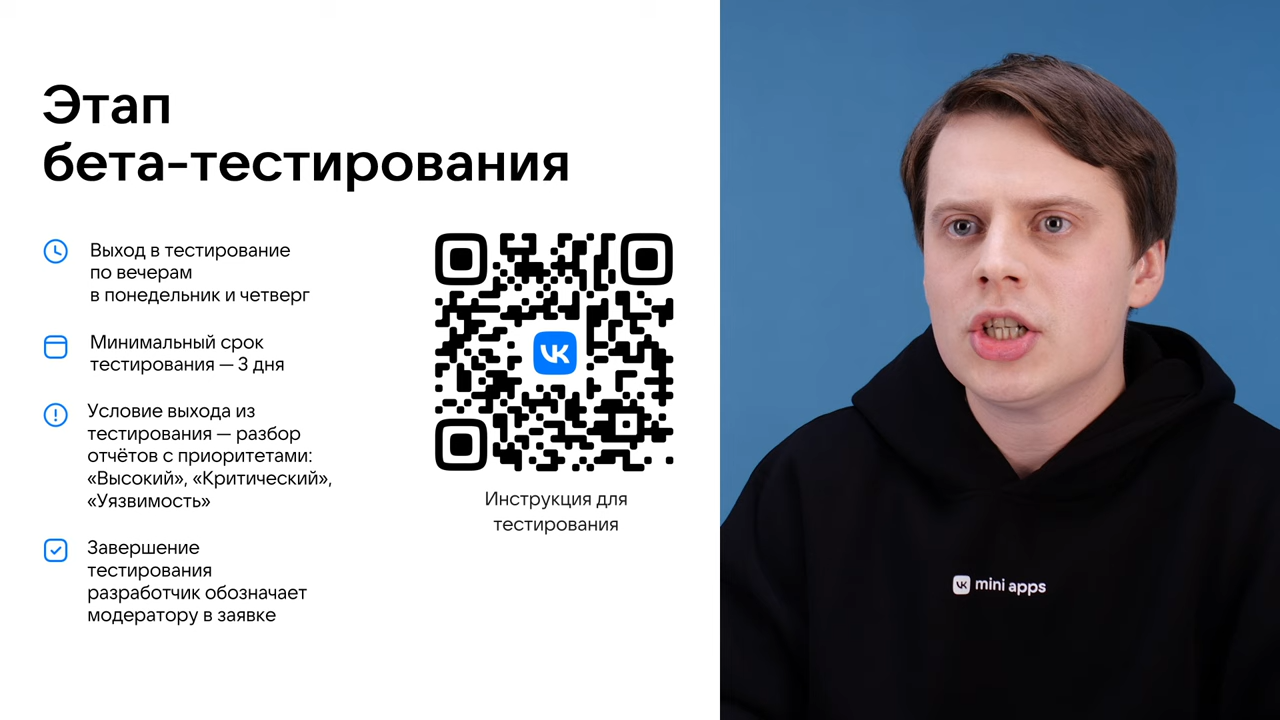 Этап
бета-тестирования
Выход в тестирование
по вечерам
в понедельник и четверг
Минимальный срок
тестирования — 3 дня
Условие выхода из
тестирования — разбор
отчётов с приоритетами:
«Высокий», «Критический»,
«Уязвимость»
Завершение
тестирования
разработчик обозначает
модератору в заявке
Инструкция для
тестирования
mini apps